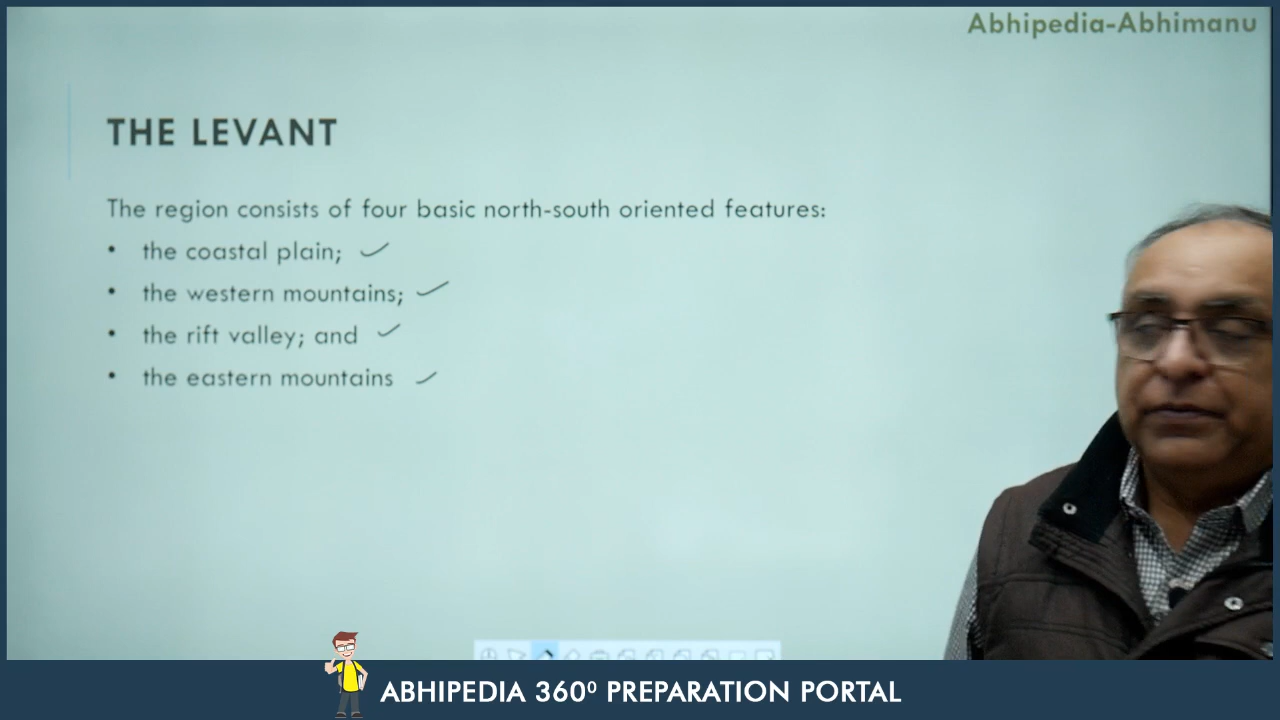 Abhipedia-Abhimanu
THE LEVANT
The region consists of four basic north-south oriented features:
• the coastal plain;
• the western mountains;
• the rift valley; and
• the eastern mountains
ABHIPEDIA 360⁰ PREPARATION PORTAL